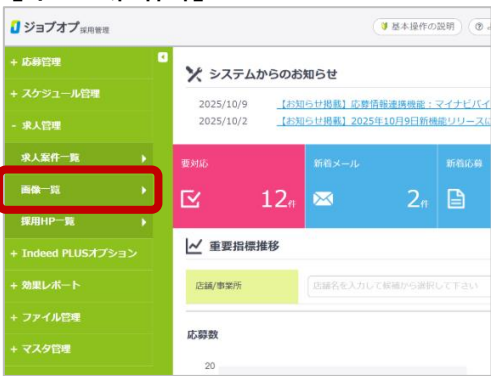 ジョブオプ採用管理
基本操作の説明
+ 応募管理
+ スケジュール管理
- 求人管理
求人案件一覧
画像一覧
採用HP一覧
+ Indeed PLUSオプション
+ 効果レポート
+ ファイル管理
+ マスタ管理
システムからのお知らせ
2025/10/9 【お知らせ掲載】応募情報連携機能：マイナビバイ
2025/10/2 【お知らせ掲載】2025年10月9日新機能リリースに
要対応
12件
新着メール
2件
新着応募
重要指標推移
店舗/事業所
店舗名を入力して候補から選択して下さい
応募数
20